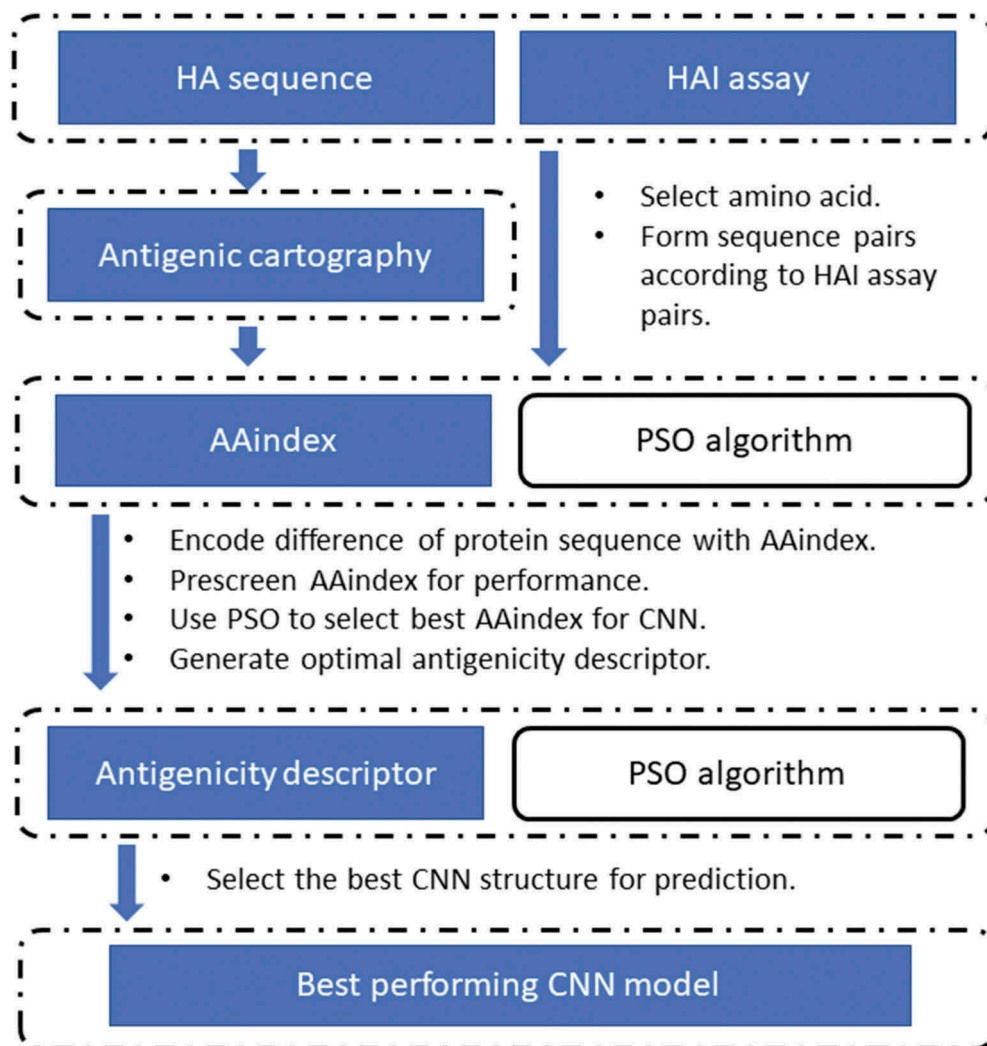 HA sequence
HAI assay
• Select amino acid.
• Form sequence pairs
according to HAI assay
pairs.
Antigenic cartography
AAindex
PSO algorithm
• Encode difference of protein sequence with AAindex.
• Prescreen AAindex for performance.
• Use PSO to select best AAindex for CNN.
• Generate optimal antigenicity descriptor.
Antigenicity descriptor
PSO algorithm
• Select the best CNN structure for prediction.
Best performing CNN model